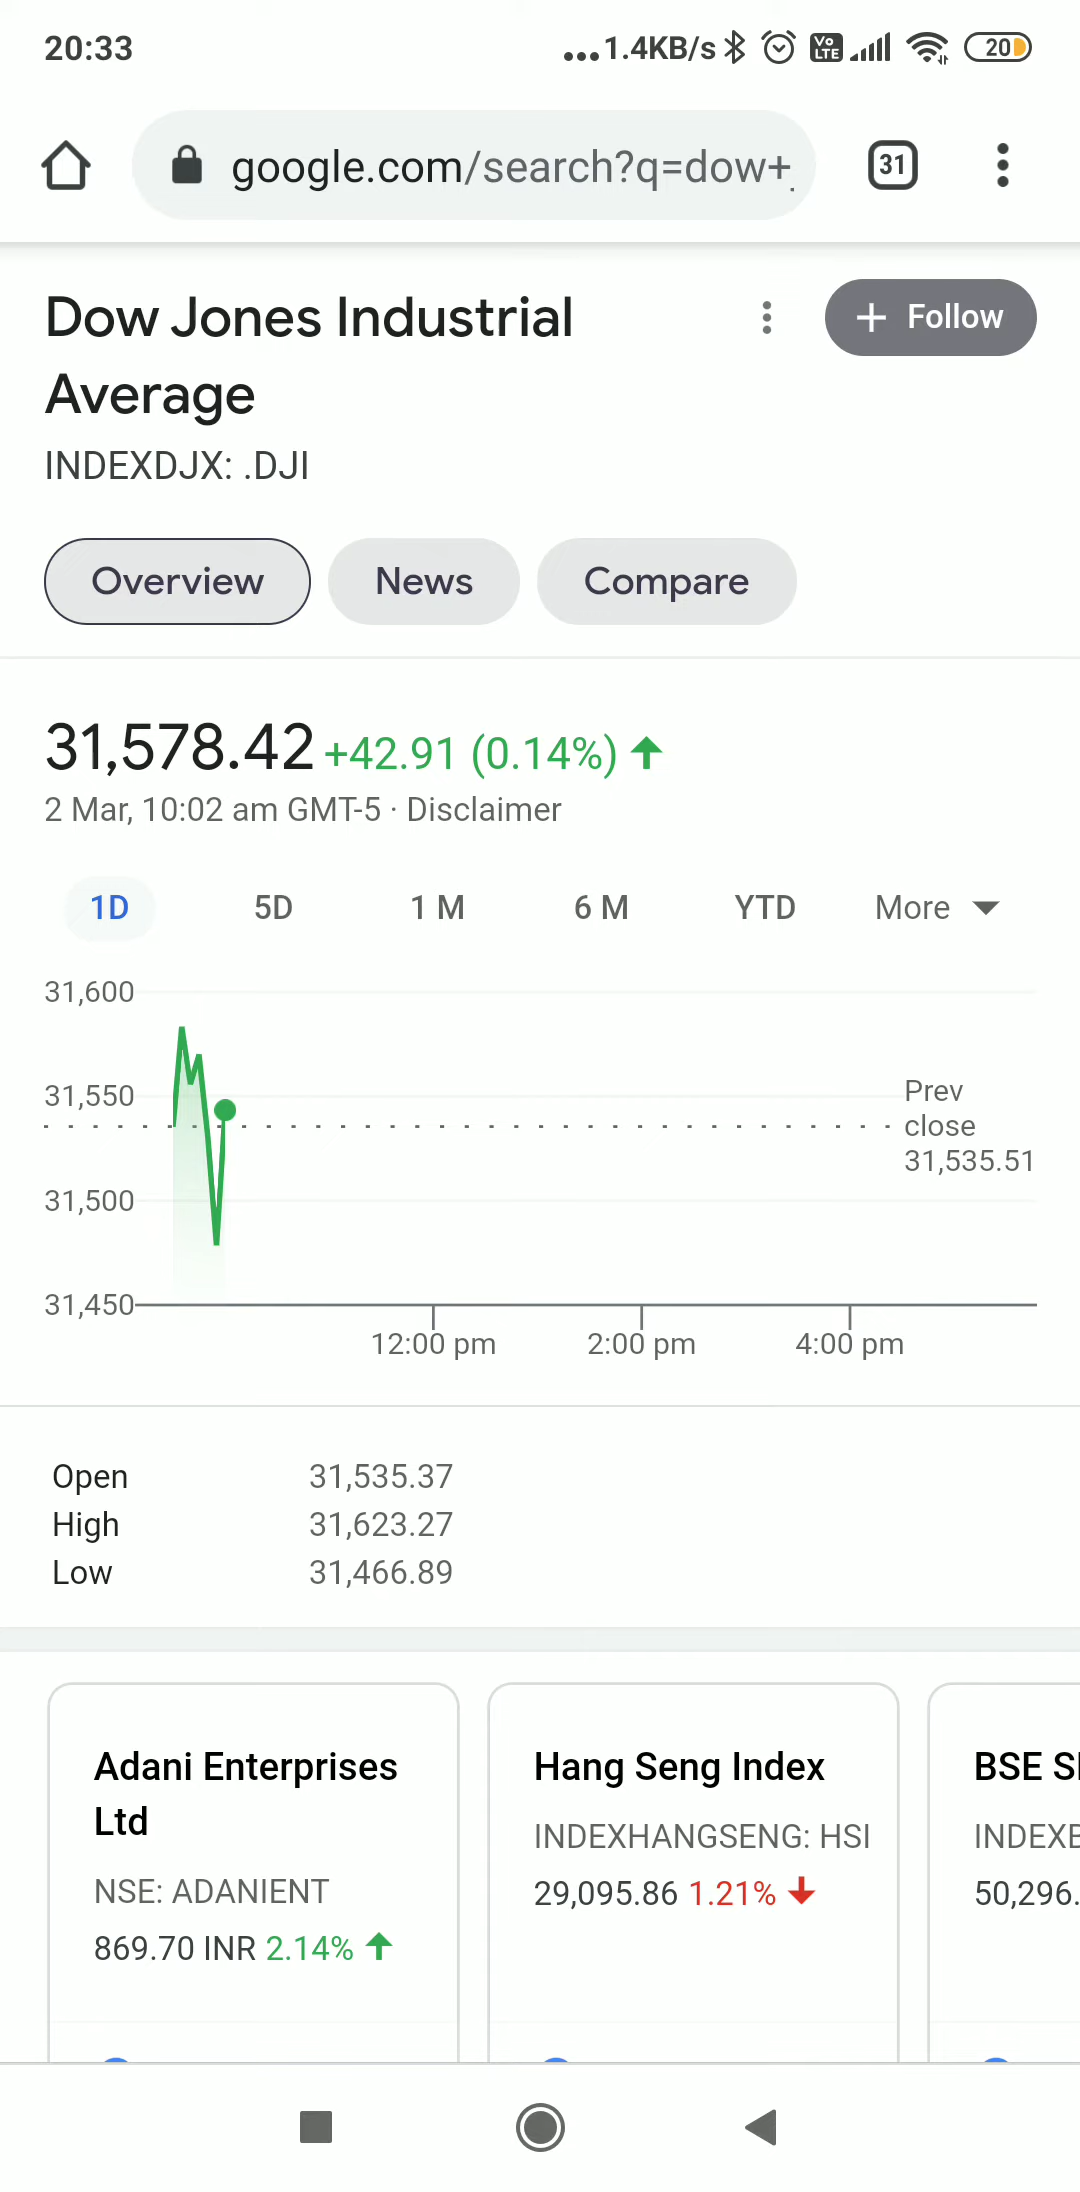 20:33
...1.4KB/s
Vo LTE
20
google.com/search?q=dow+
31
Dow Jones Industrial
Average
+ Follow
INDEXDJX: .DJI
Overview
News
Compare
31,578.42 +42.91 (0.14%)
2 Mar, 10:02 am GMT-5 · Disclaimer
1D
5D
1 M
6 M
YTD
More
31,600
31,550
31,500
31,450
Prev
close
31,535.51
12:00 pm
2:00 pm
4:00 pm
Open 31,535.37
High 31,623.27
Low 31,466.89
Adani Enterprises
Ltd
NSE: ADANIENT
869.70 INR 2.14%
Hang Seng Index
INDEXHANGSENG: HSI
29,095.86 1.21%
BSE
50,296.